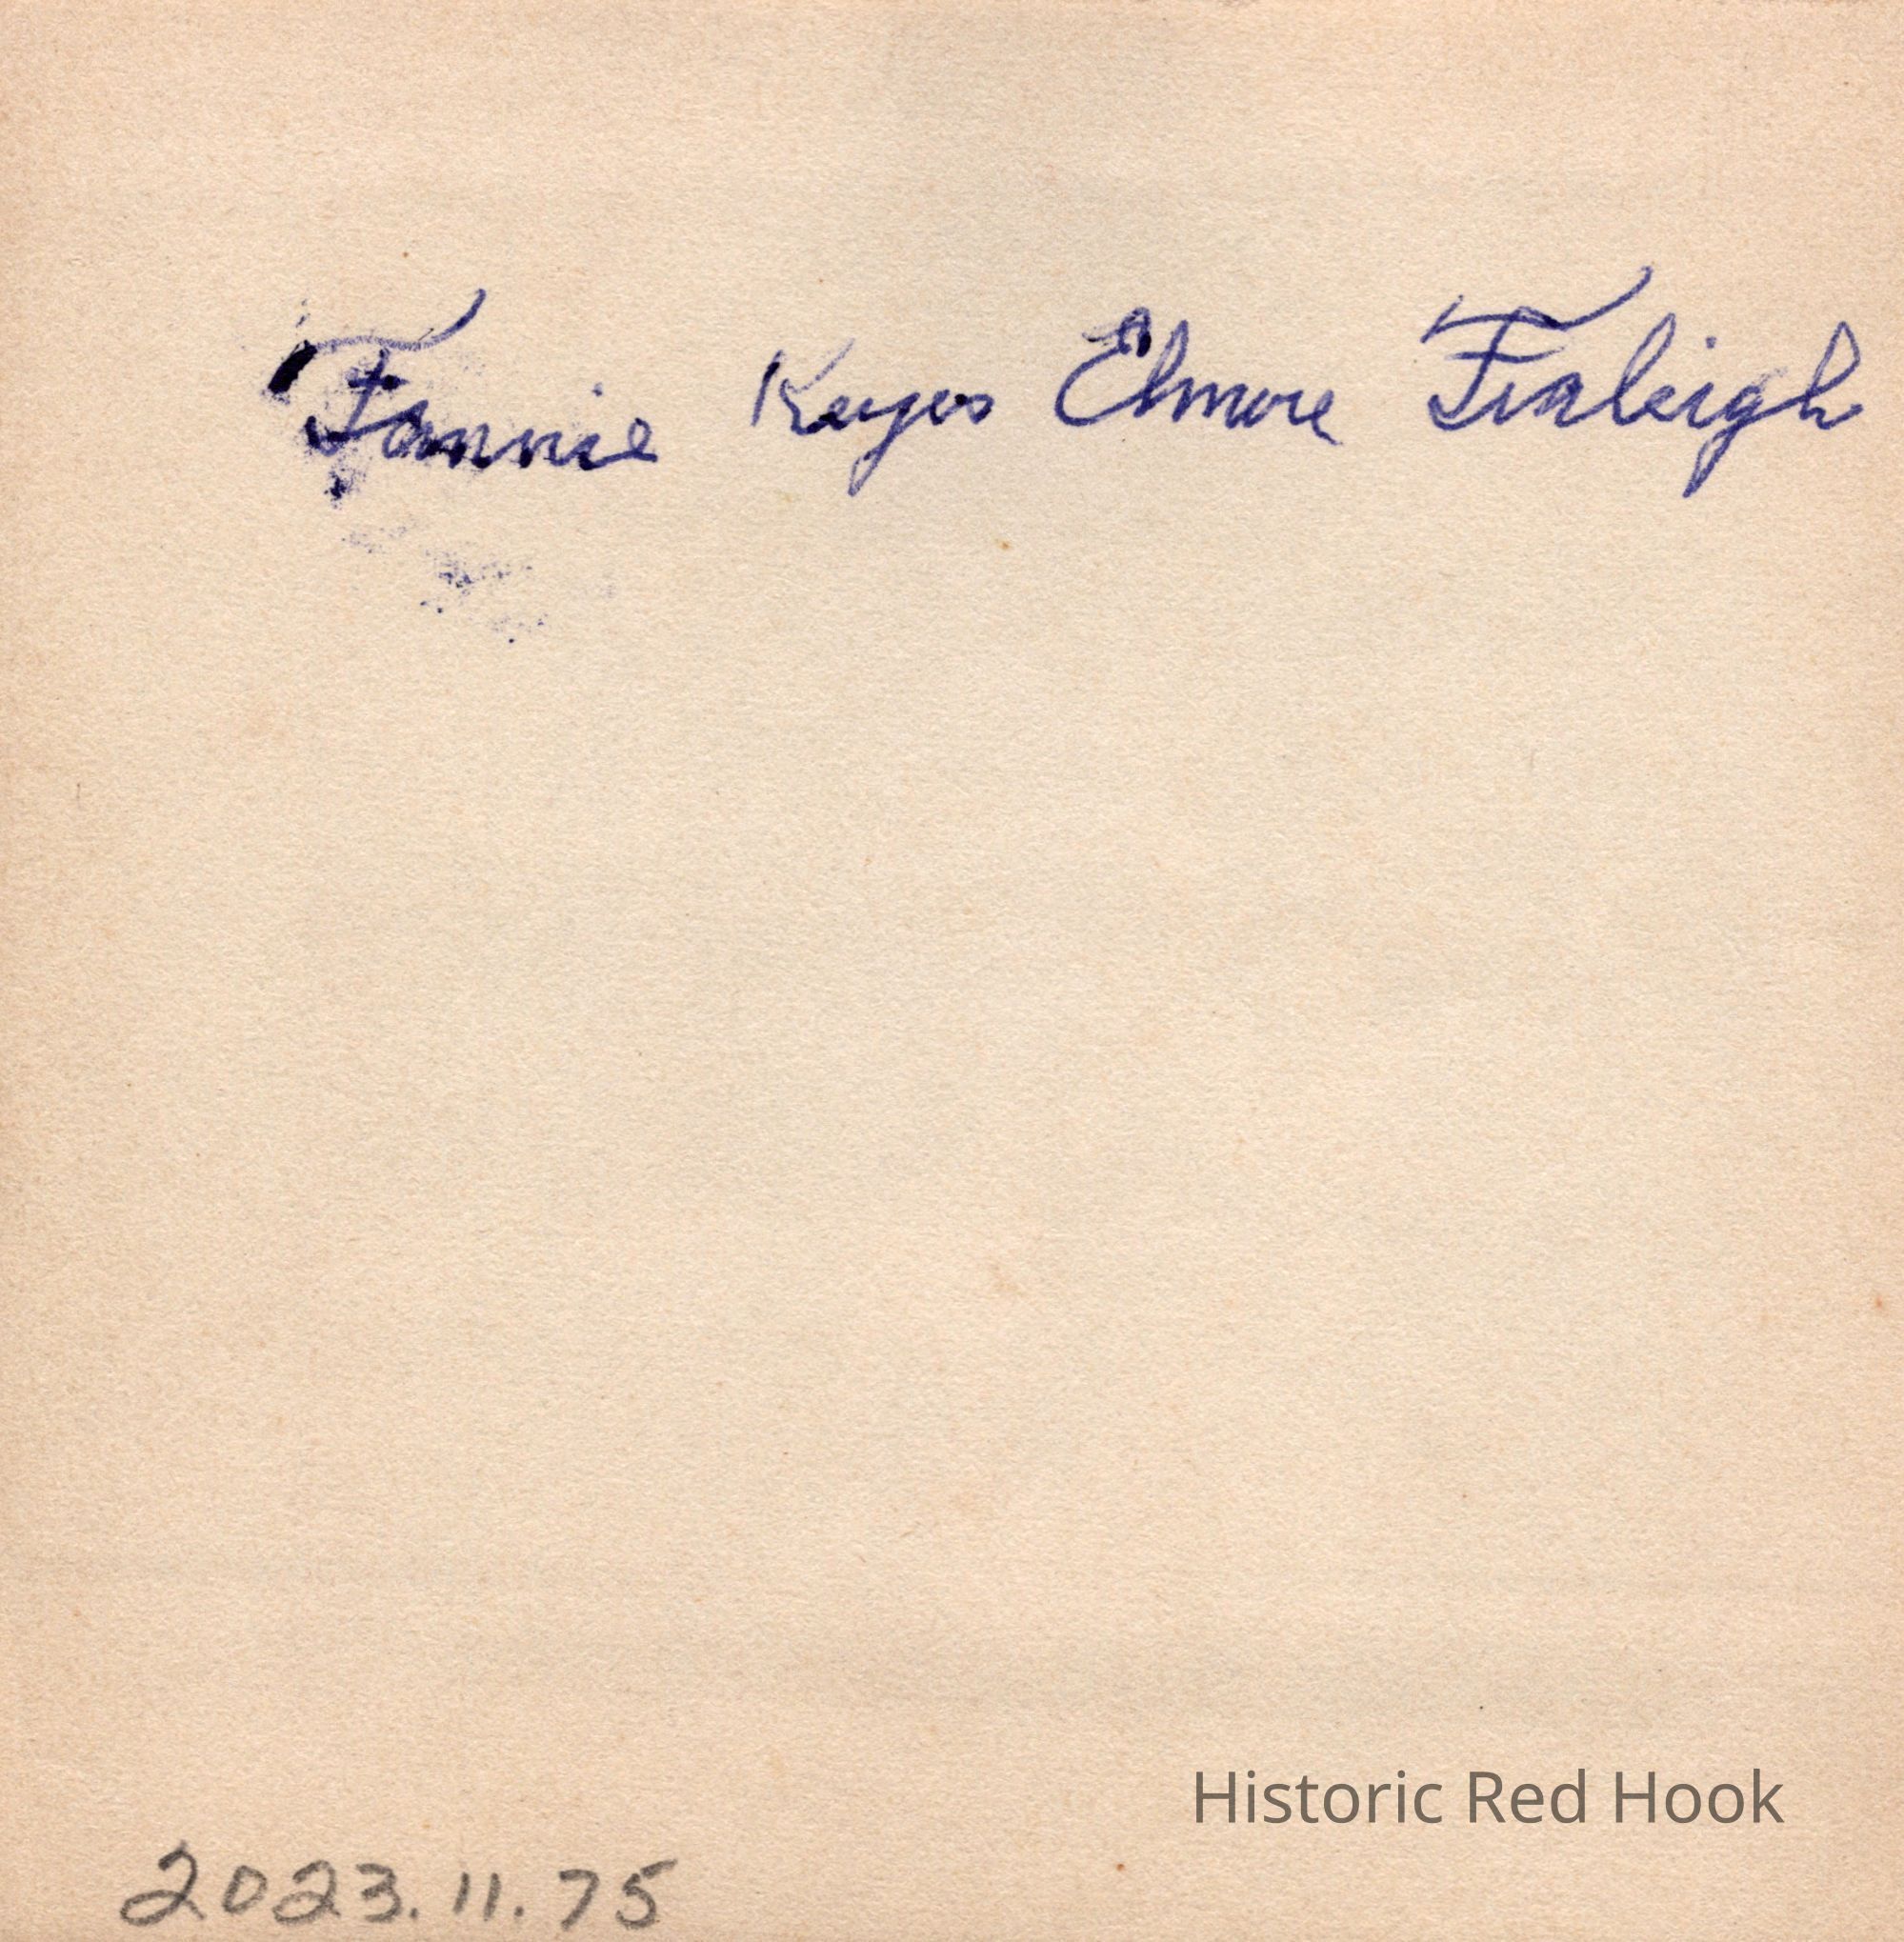 Fannie Keyes Elmore Fraleigh
Historic Red Hook
2023.11.75